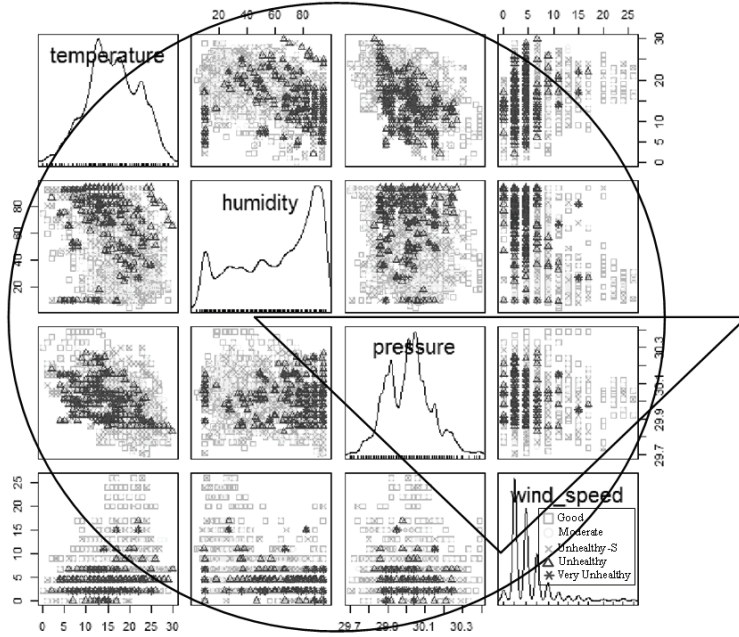 20 40 60 80
0 5 10 15 20 25
temperature
0 5 10 15 20 30
humidity
20 40 60 80
pressure
29.7 29.9 30.1 30.3
wind_speed
Good
Moderate
Unhealthy-S
Unhealthy
Very Unhealthy
0 5 10 15 20 25
0 5 10 15 20 25 30
29.7 29.9 30.1 30.3